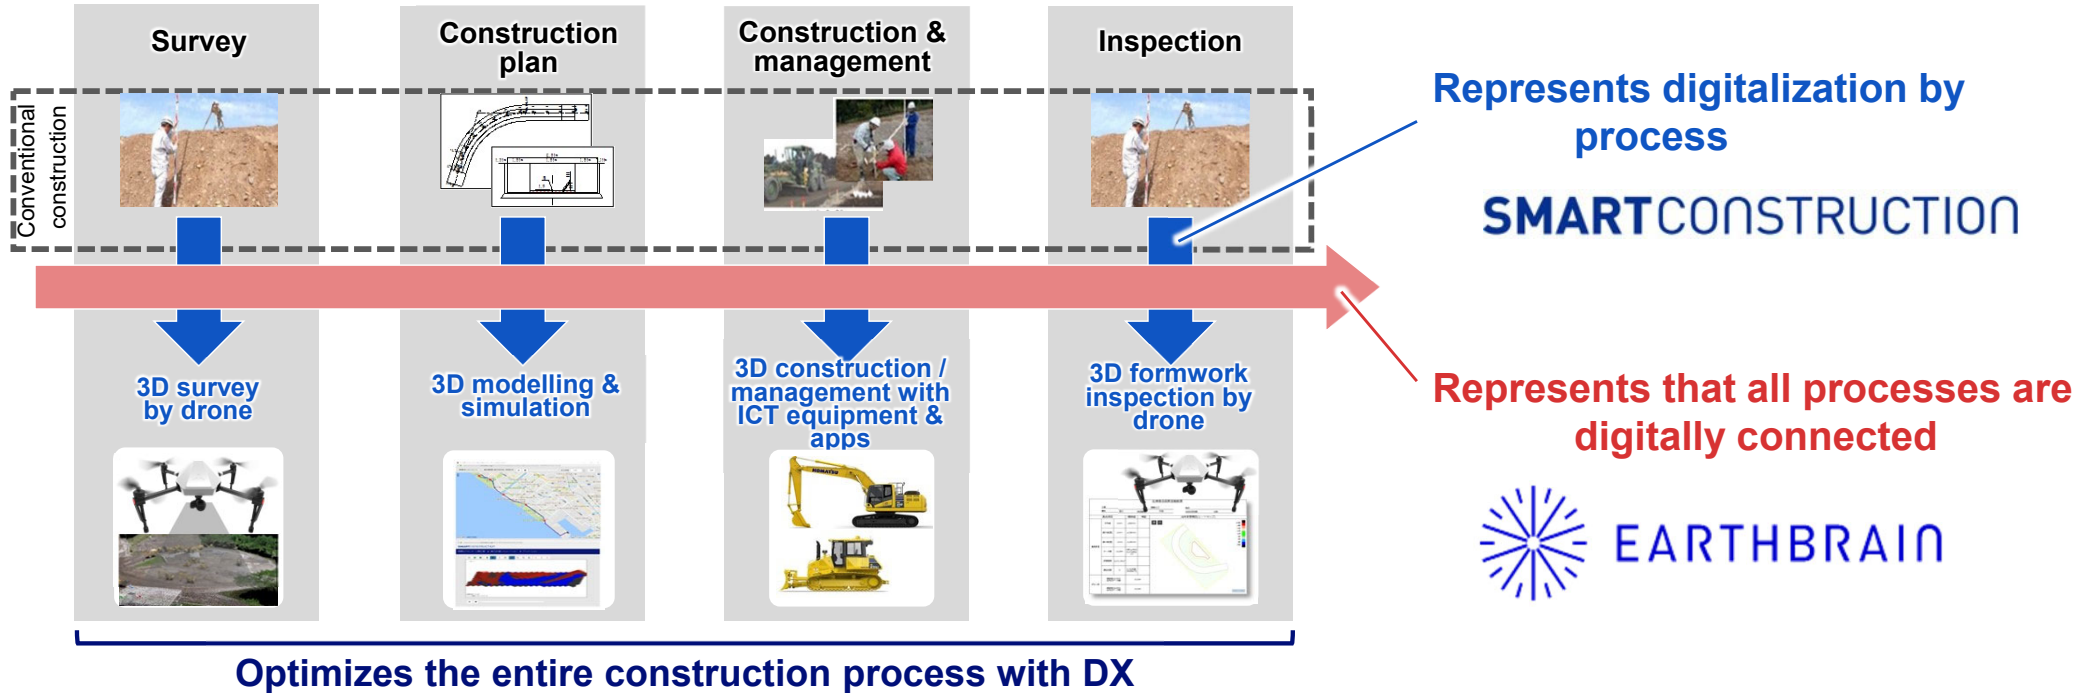 Survey
Construction
plan
Construction &
management
Inspection
Conventional
construction
3D survey
by drone
3D modelling &
simulation
3D construction /
management with
ICT equipment &
apps
3D formwork
inspection by
drone
KOMATSU
Optimizes the entire construction process with DX
Represents digitalization by
process
SMARTCONSTRUCTION
Represents that all processes are
digitally connected
EARTHBRAIN